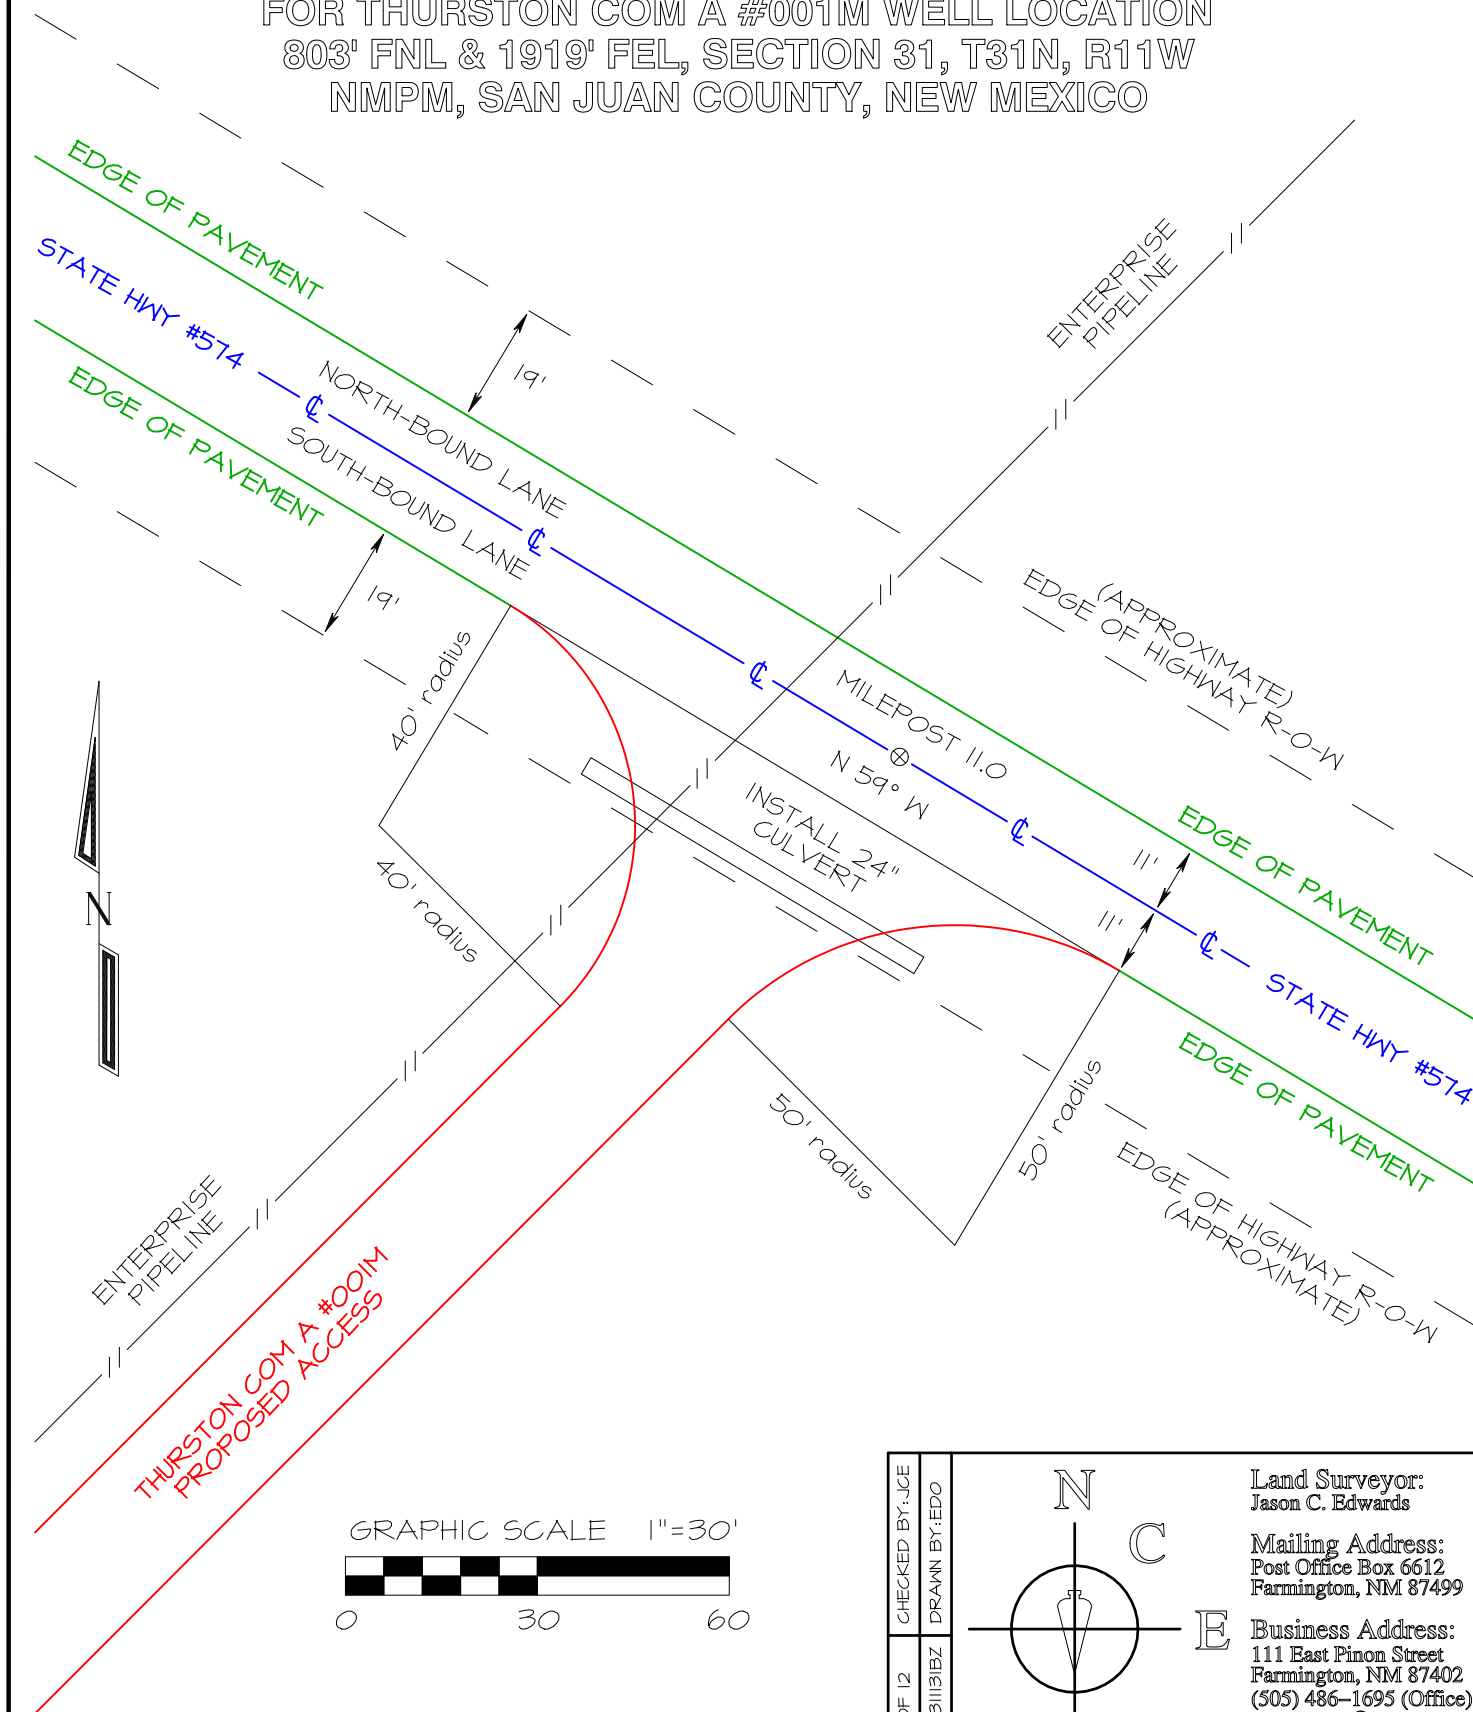 FOR THURSTON COM A #001M WELL LOCATION
803' FNL & 1919' FEL, SECTION 31, T31N, R11W
NMPM, SAN JUAN COUNTY, NEW MEXICO
EDGE OF PAVEMENT
STATE HWY #574
EDGE OF PAVEMENT
NORTH-BOUND LANE
SOUTH-BOUND LANE
19'
19'
ENTERPRISE
PIPELINE
(APPROXIMATE)
EDGE OF HIGHWAY R-O-W
40' radius
40' radius
MILEPOST 11.0
N 59° W
INSTALL 24"
CULVERT
11'
11'
EDGE OF PAVEMENT
STATE HWY #574
EDGE OF PAVEMENT
N
50' radius
50' radius
EDGE OF HIGHWAY R-O-W
(APPROXIMATE)
ENTERPRISE
PIPELINE
THURSTON COM A #001M
PROPOSED ACCESS
GRAPHIC SCALE 1"=30'
0 30 60
CHECKED BY:JCE
DRAWN BY:EDO
OF 12
31131BZ
N
C
E
Land Surveyor:
Jason C. Edwards
Mailing Address:
Post Office Box 6612
Farmington, NM 87499
Business Address:
111 East Pinon Street
Farmington, NM 87402
(505) 486-1695 (Office)